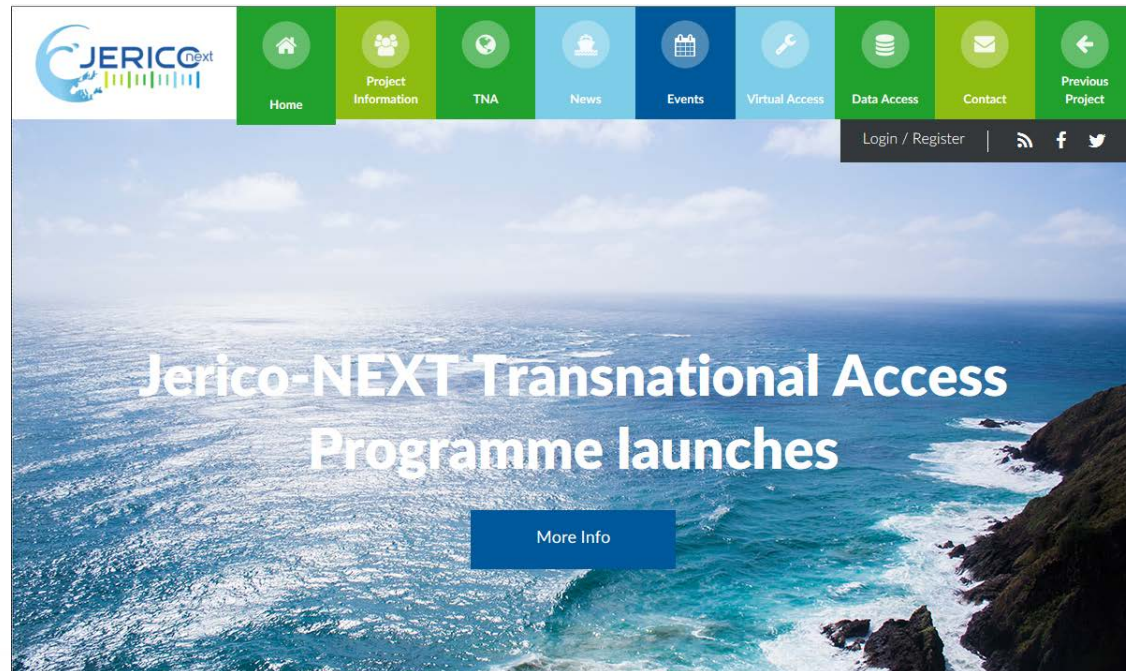 JERICO next
Home
Project
Information
TNA
News
Events
Virtual Access
Data Access
Contact
Previous
Project
Login / Register
Jerico-NEXT Transnational Access
Programme launches
More Info